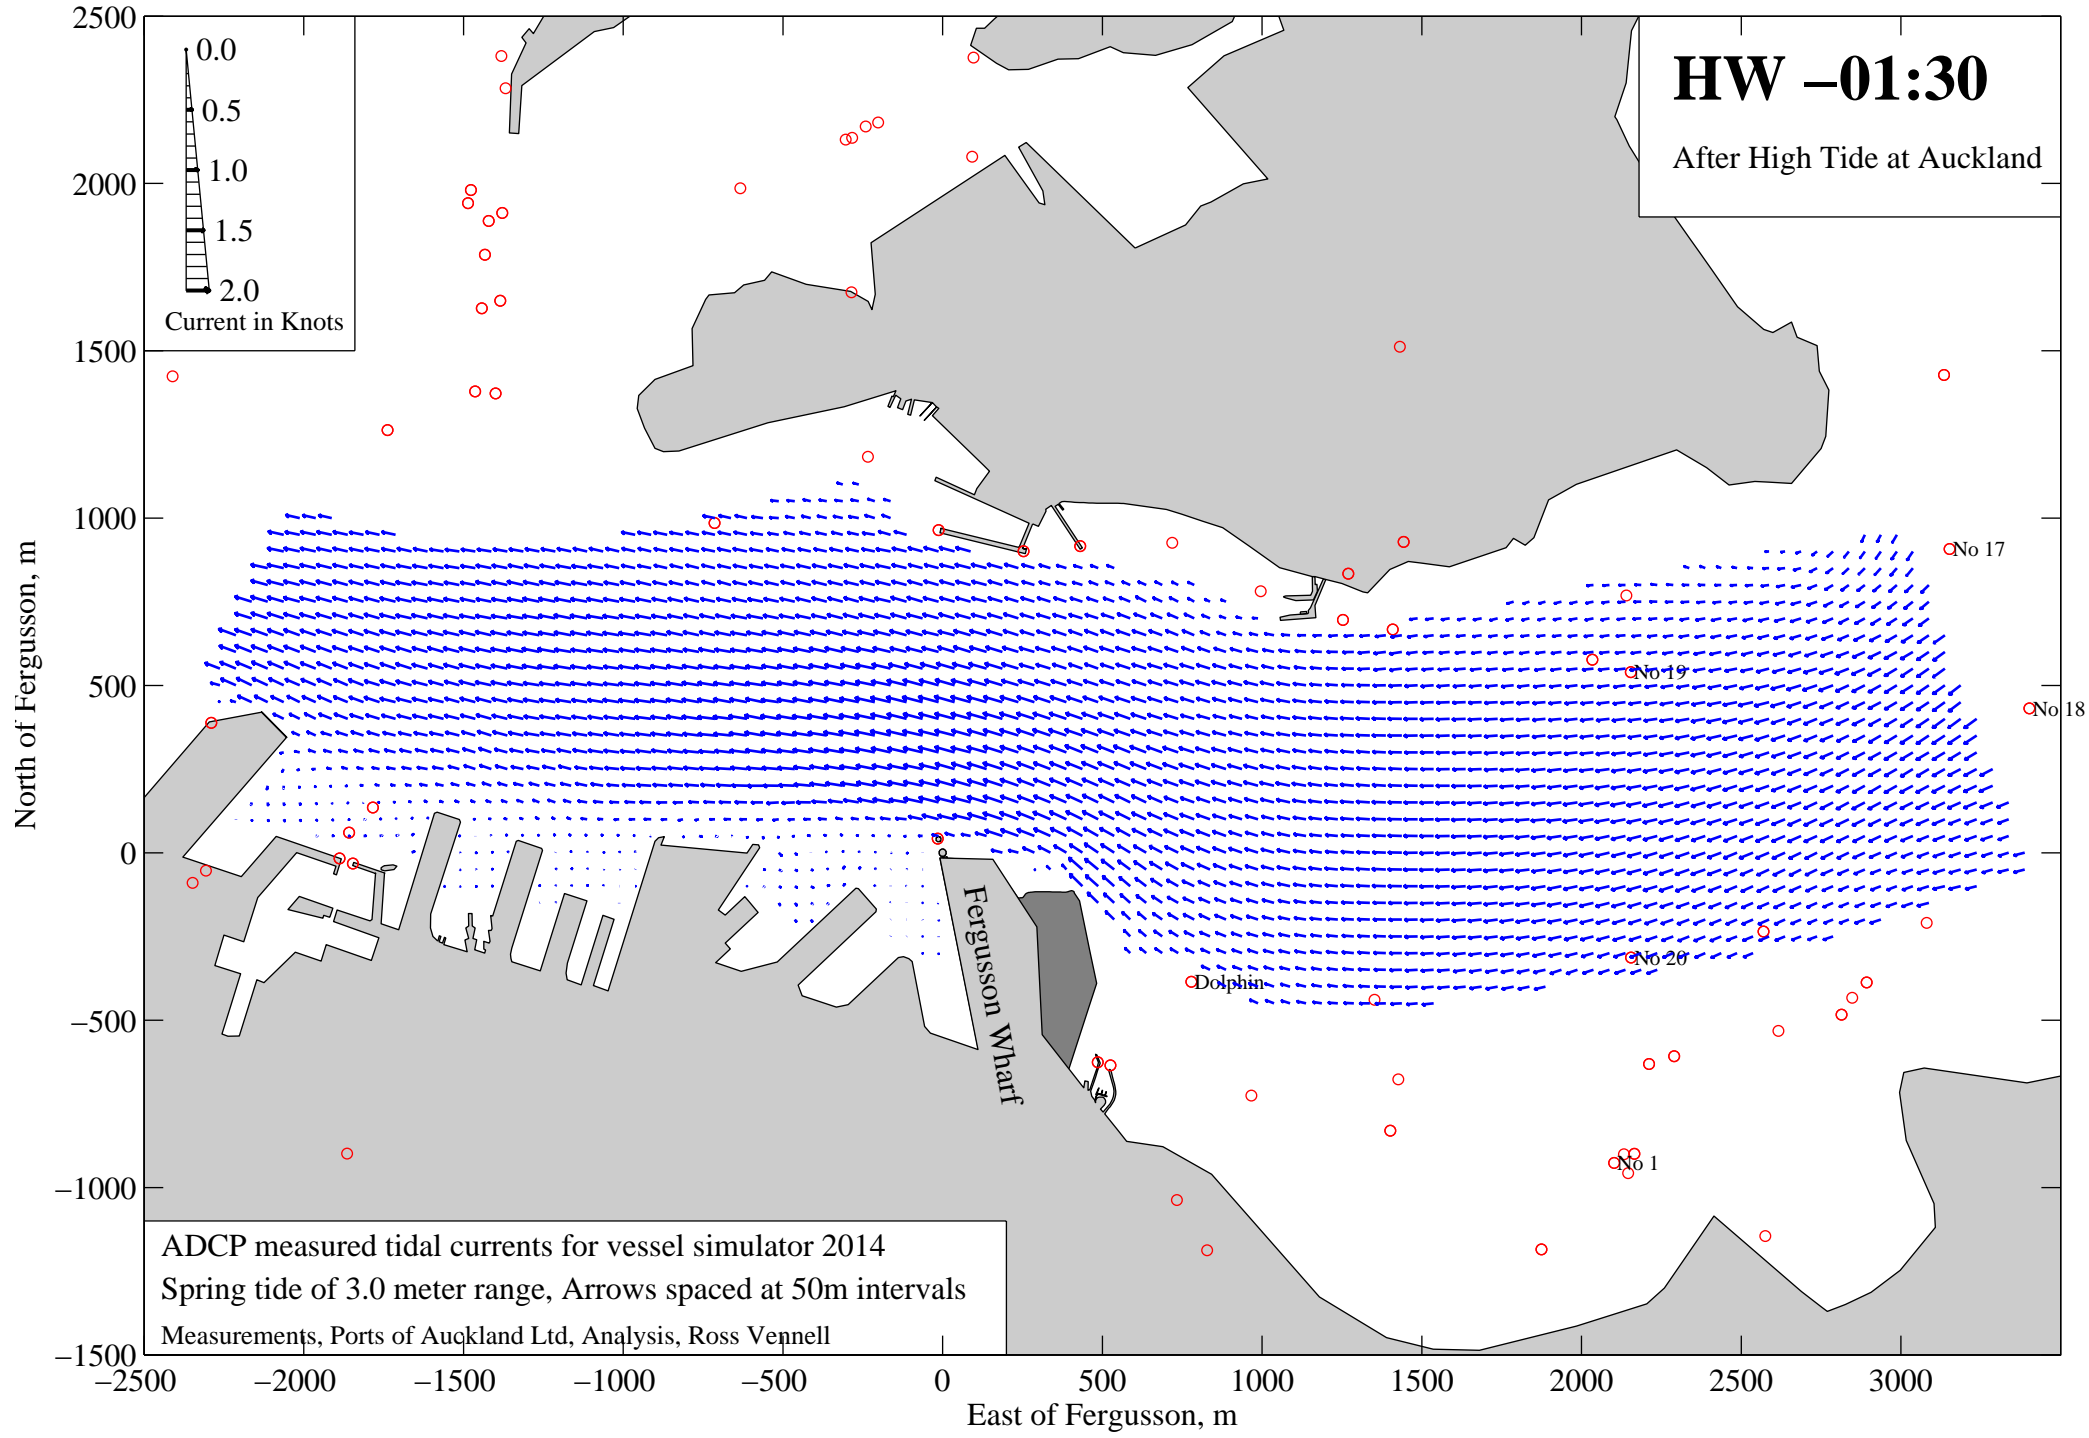 HW –01:30
After High Tide at Auckland
0.0
0.5
1.0
1.5
2.0
Current in Knots
2500
2000
1500
1000
500
0
–500
–1000
–1500
North of Fergusson, m
No 17
No 19
No 18
No 20
Dolphin
No 1
Fergusson Wharf
ADCP measured tidal currents for vessel simulator 2014
Spring tide of 3.0 meter range, Arrows spaced at 50m intervals
Measurements, Ports of Auckland Ltd, Analysis, Ross Vennell
–2500 –2000 –1500 –1000 –500 0 500 1000 1500 2000 2500 3000
East of Fergusson, m